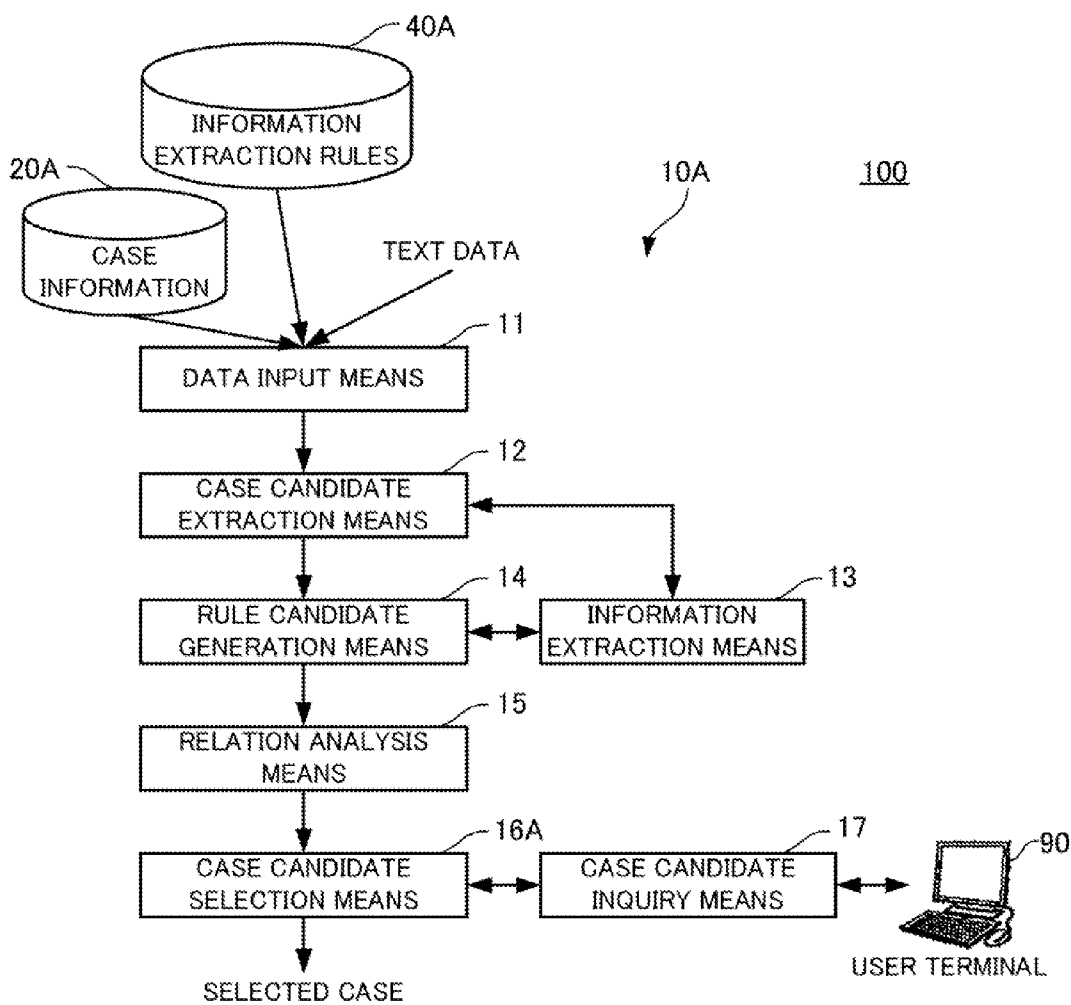 40A
INFORMATION
EXTRACTION RULES
20A
10A
100
CASE
INFORMATION
TEXT DATA
11
DATA INPUT MEANS
12
CASE CANDIDATE
EXTRACTION MEANS
14
13
RULE CANDIDATE
GENERATION MEANS
INFORMATION
EXTRACTION MEANS
15
RELATION ANALYSIS
MEANS
16A
17
90
CASE CANDIDATE
SELECTION MEANS
CASE CANDIDATE
INQUIRY MEANS
USER TERMINAL
SELECTED CASE